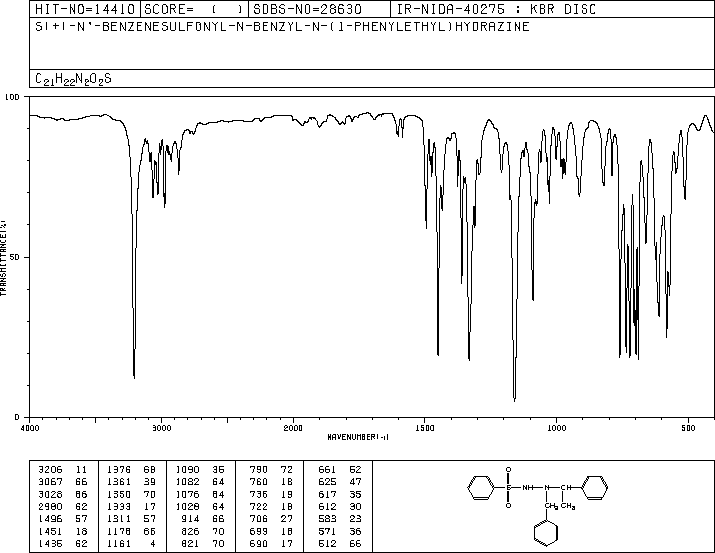 HIT-NO=14410 SCORE= ( ) SDBS-NO=28630 IR-NIDA-40275 : KBR DISC
S(+)-N'-BENZENESULFONYL-N-BENZYL-N-(1-PHENYLETHYL)HYDRAZINE
C21H22N2O2S
100
50
0
TRANSMITTANCE(%)
4000 3000 2000 1500 1000 500
WAVENUMBER(-1)
3206 11 1376 68 1090 35 790 72 661 52
3067 66 1361 39 1082 64 760 18 625 47
3028 66 1350 70 1076 64 736 19 617 35
2980 62 1333 17 1028 64 722 18 612 30
1496 57 1311 57 914 66 706 27 583 23
1451 18 1178 66 826 70 699 18 571 36
1435 62 1161 4 821 70 690 17 512 66
O
S NH N CH
O CH2 CH3